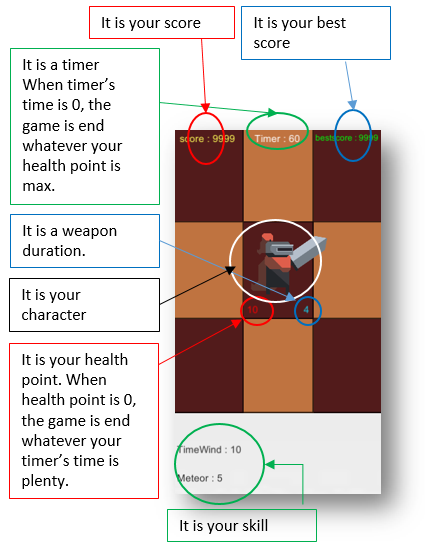 It is your score
It is your best
score
It is a timer
When timer's
time is 0, the
game is end
whatever your
health point is
max.
score : 9999
Timer : 60
bestscore : 9999
It is a weapon
duration.
It is your
character
10
4
It is your health
point. When
health point is 0,
the game is end
whatever your
timer's time is
plenty.
TimeWind : 10
Meteor : 5
It is your skill